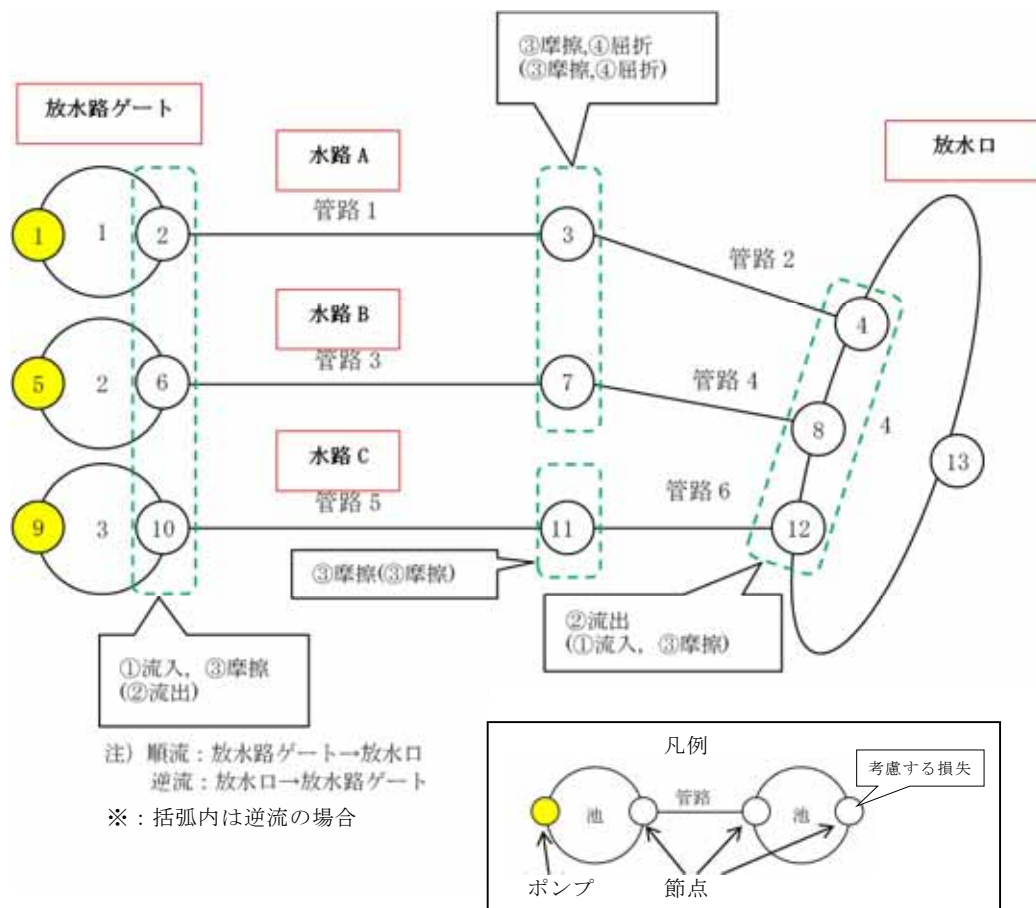 ③摩擦,④屈折
(③摩擦,④屈折)
放水路ゲート
水路 A
放水口
管路 1
1
1
2
3
管路 2
4
水路 B
管路 3
5
2
6
7
管路 4
8
4
13
水路 C
管路 5
9
3
10
11
管路 6
12
③摩擦(③摩擦)
②流出
(①流入，③摩擦)
①流入，③摩擦
(②流出)
注）順流：放水路ゲート→放水口
逆流：放水口→放水路ゲート
※：括弧内は逆流の場合
凡例
考慮する損失
池
管路
池
ポンプ
節点